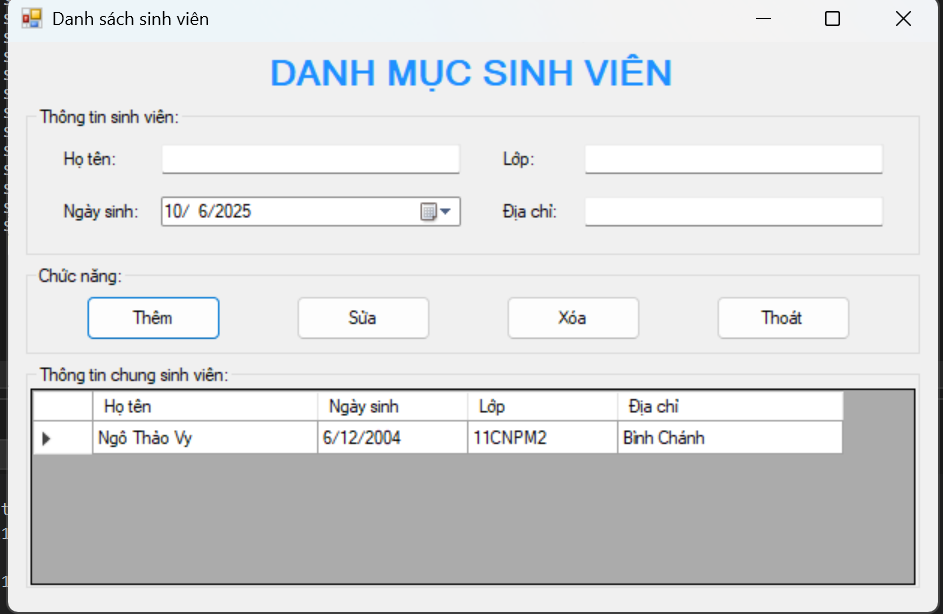 Danh sách sinh viên
DANH MỤC SINH VIÊN
Thông tin sinh viên:
Họ tên:
Lớp:
Ngày sinh: 10/ 6/2025
Địa chỉ:
Chức năng:
Thêm Sửa Xóa Thoát
Thông tin chung sinh viên:
Họ tên Ngày sinh Lớp Địa chỉ
Ngô Thảo Vy 6/12/2004 11CNPM2 Bình Chánh